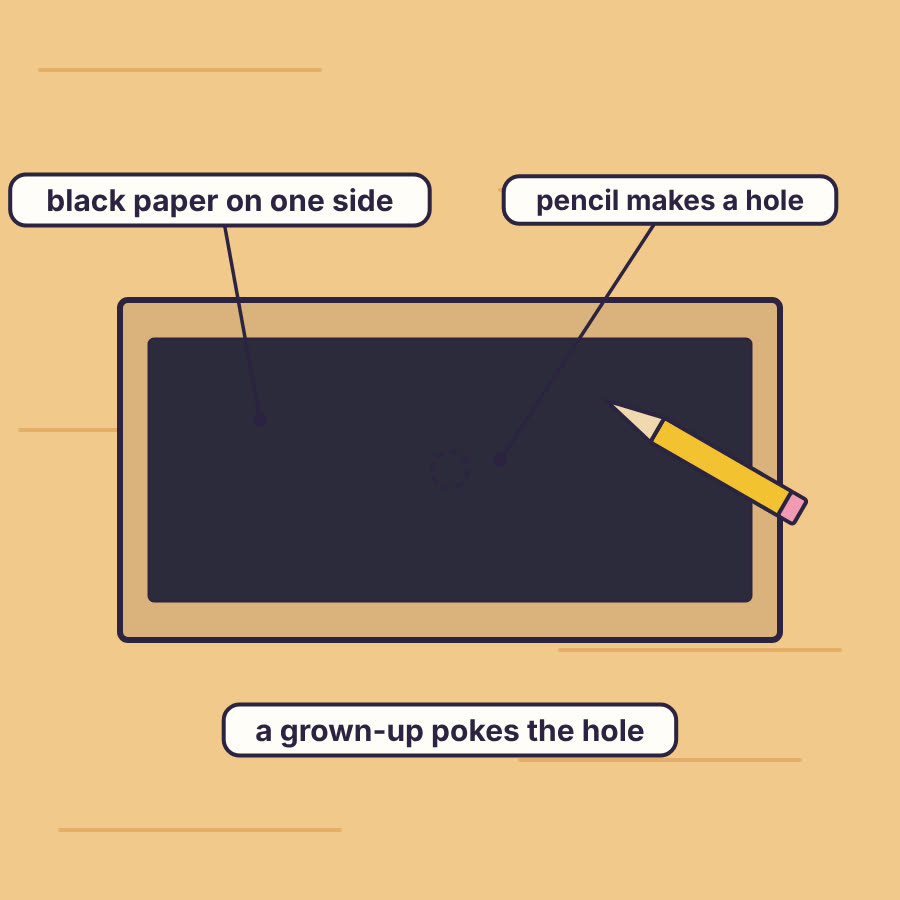 black paper on one side
pencil makes a hole
a grown-up pokes the hole